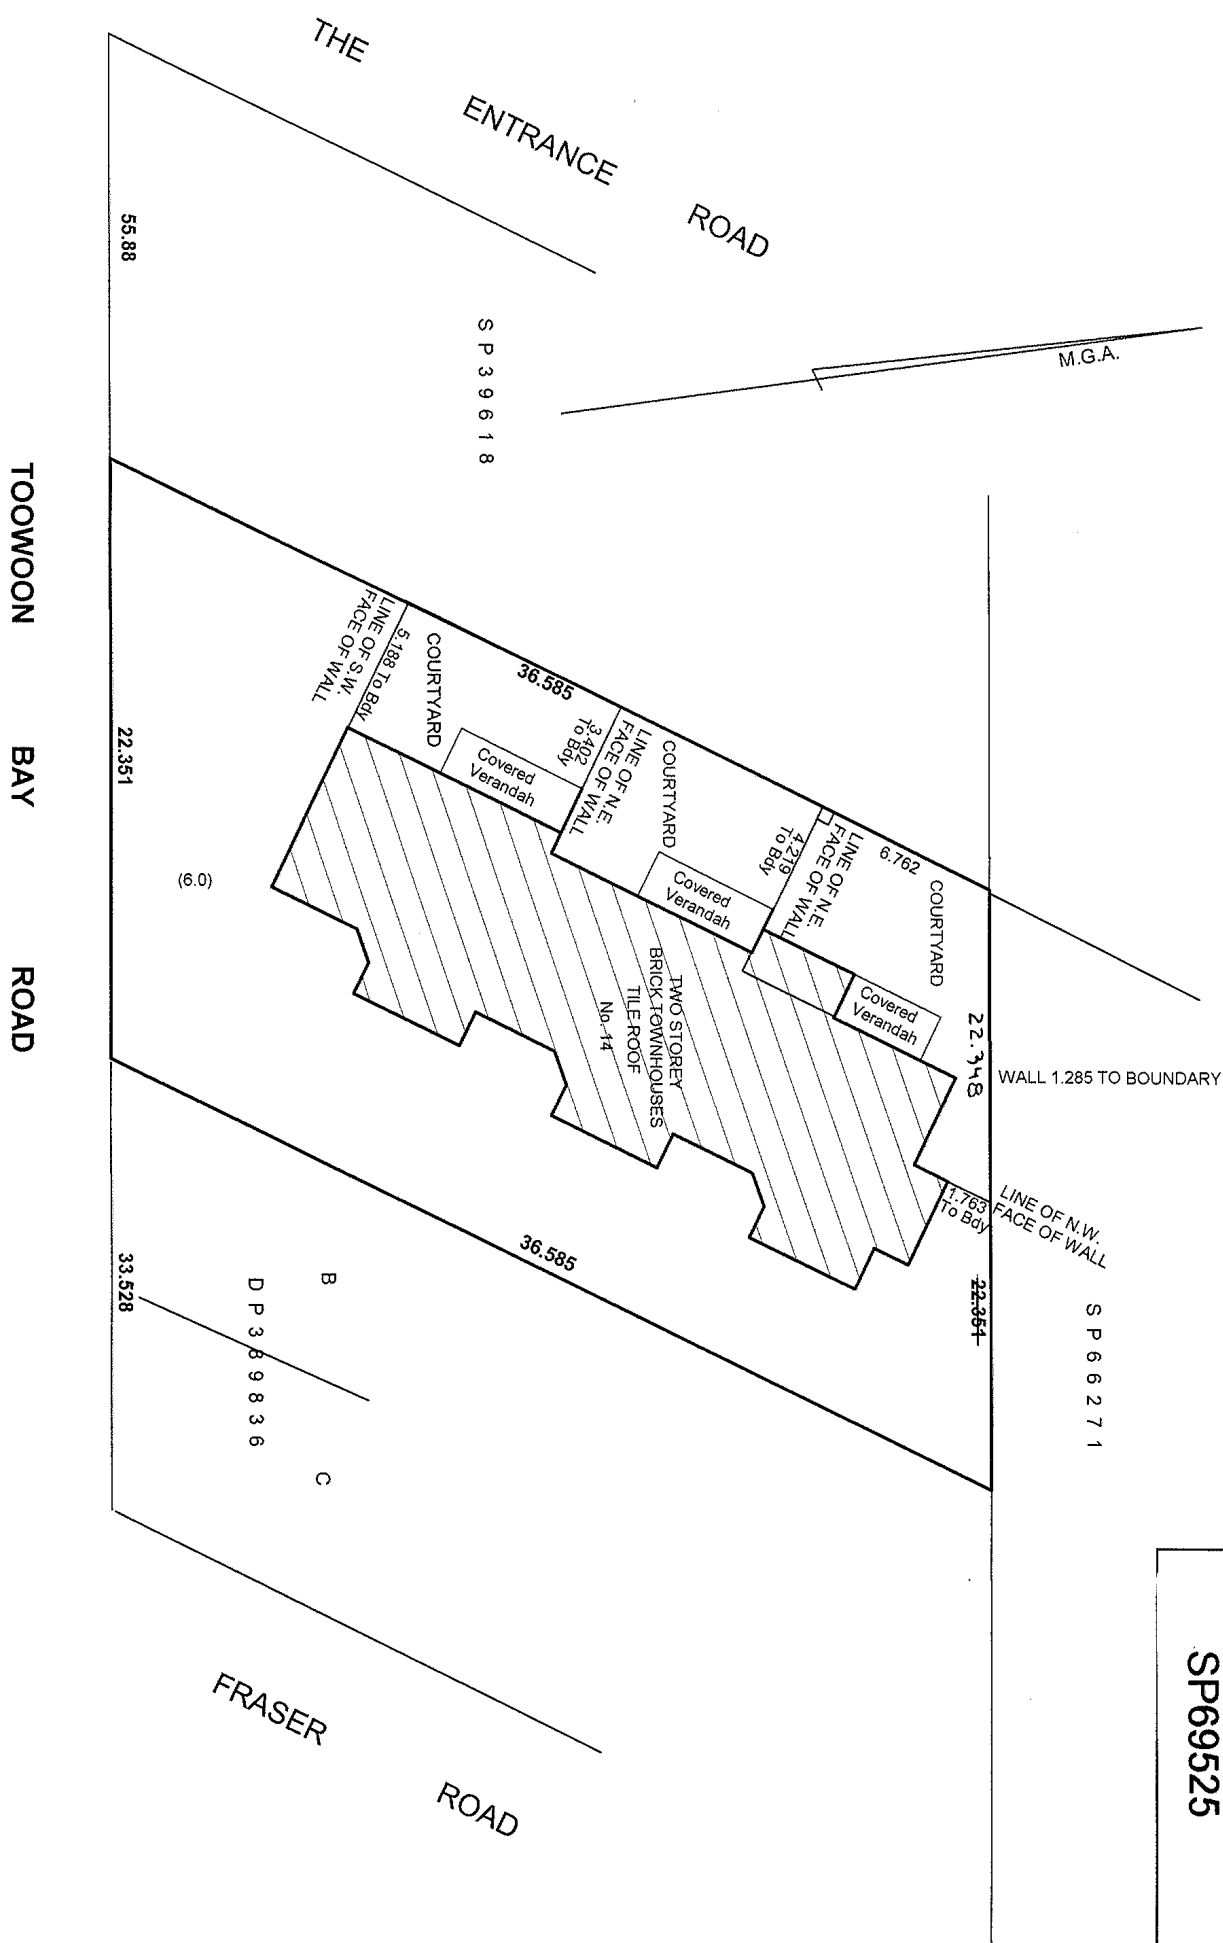 THE ENTRANCE ROAD
55.88
S P 3 9 6 1 8
M.G.A.
TOOWOON BAY ROAD
22.351
(6.0)
33.528
LINE OF S.W.
FACE OF WALL
5.188 To Bdy
COURTYARD
36.585
Covered
Verandah
3.402
To Bdy
LINE OF N.E.
FACE OF WALL
COURTYARD
Covered
Verandah
4.219
To Bdy
LINE OF N.E.
FACE OF WALL
6.762
COURTYARD
Covered
Verandah
22.348
WALL 1.285 TO BOUNDARY
TWO STOREY
BRICK TOWNHOUSES
TILE ROOF
No. 14
1.763
To Bdy
LINE OF N.W.
FACE OF WALL
22.351
S P 6 6 2 7 1
36.585
B
D P 3 8 9 8 3 6
C
FRASER ROAD
SP69525